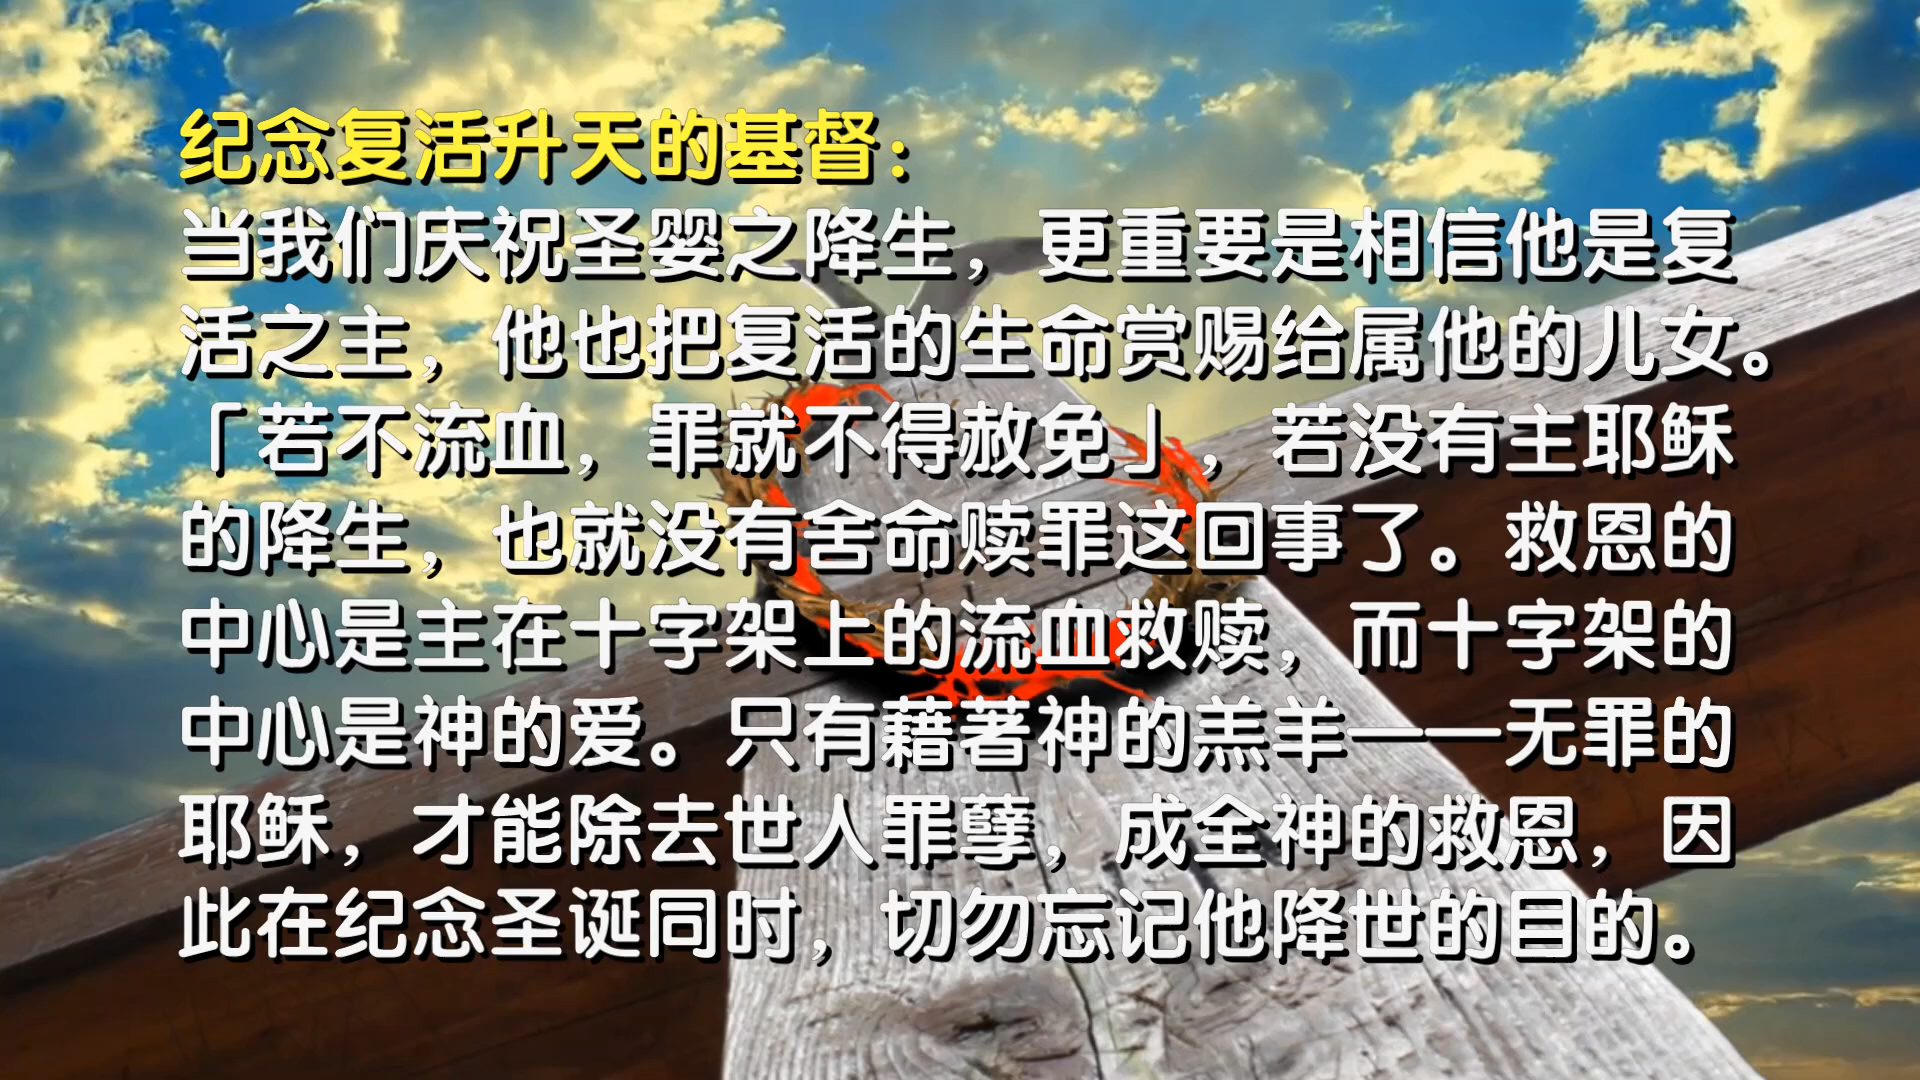 纪念复活升天的基督：
当我们庆祝圣婴之降生，更重要是相信他是复
活之主，他也把复活的生命赏赐给属他的儿女。
「若不流血，罪就不得赦免」，若没有主耶稣
的降生，也就没有舍命赎罪这回事了。救恩的
中心是主在十字架上的流血救赎，而十字架的
中心是神的爱。只有藉著神的羔羊——无罪的
耶稣，才能除去世人罪孽，成全神的救恩，因
此在纪念圣诞同时，切勿忘记他降世的目的。